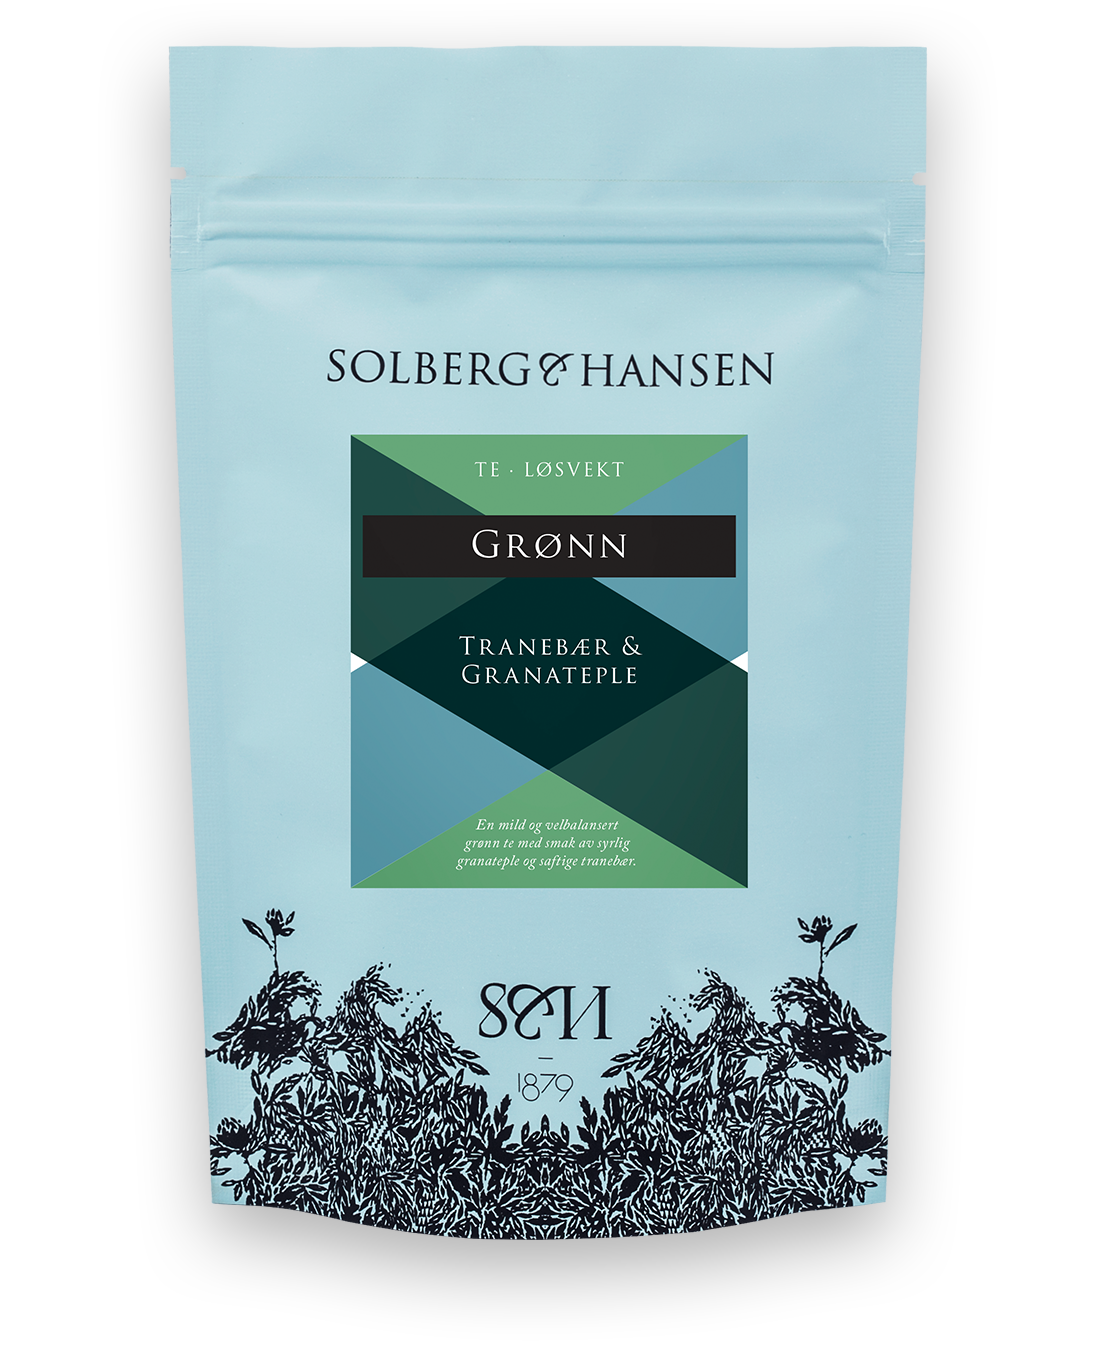 SOLBERG & HANSEN
TE · LØSVEKT
GRØNN
TRANEBÆR &
GRANATEPLE
En mild og velbalansert
grønn te med smak av syrlig
granateple og saftige tranebær.
S&H
–
1879